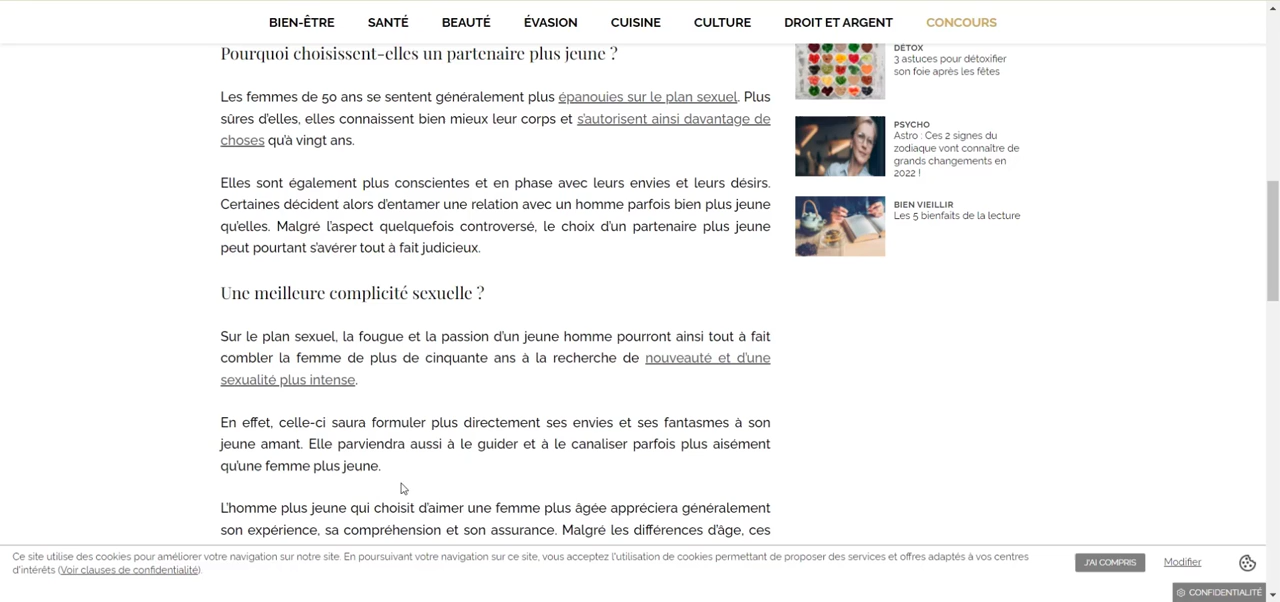 BIEN-ÊTRE SANTÉ BEAUTÉ ÉVASION CUISINE CULTURE DROIT ET ARGENT CONCOURS
Pourquoi choisissent-elles un partenaire plus jeune ?
Les femmes de 50 ans se sentent généralement plus épanouies sur le plan sexuel. Plus
sûres d'elles, elles connaissent bien mieux leur corps et s'autorisent ainsi davantage de
choses qu'à vingt ans.
Elles sont également plus conscientes et en phase avec leurs envies et leurs désirs.
Certaines décident alors d'entamer une relation avec un homme parfois bien plus jeune
qu'elles. Malgré l'aspect quelquefois controversé, le choix d'un partenaire plus jeune
peut pourtant s'avérer tout à fait judicieux.
Une meilleure complicité sexuelle ?
Sur le plan sexuel, la fougue et la passion d'un jeune homme pourront ainsi tout à fait
combler la femme de plus de cinquante ans à la recherche de nouveauté et d'une
sexualité plus intense.
En effet, celle-ci saura formuler plus directement ses envies et ses fantasmes à son
jeune amant. Elle parviendra aussi à le guider et à le canaliser parfois plus aisément
qu'une femme plus jeune.
L'homme plus jeune qui choisit d'aimer une femme plus âgée appréciera généralement
son expérience, sa compréhension et son assurance. Malgré les différences d'âge, ces
DÉTOX
3 astuces pour détoxifier
son foie après les fêtes
PSYCHO
Astro : Ces 2 signes du
zodiaque vont connaître de
grands changements en
2022 !
BIEN VIEILLIR
Les 5 bienfaits de la lecture
Ce site utilise des cookies pour améliorer votre navigation sur notre site. En poursuivant votre navigation sur ce site, vous acceptez l'utilisation de cookies permettant de proposer des services et offres adaptés à vos centres
d'intérêts (Voir clauses de confidentialité).
J'AI COMPRIS Modifier
CONFIDENTIALITÉ